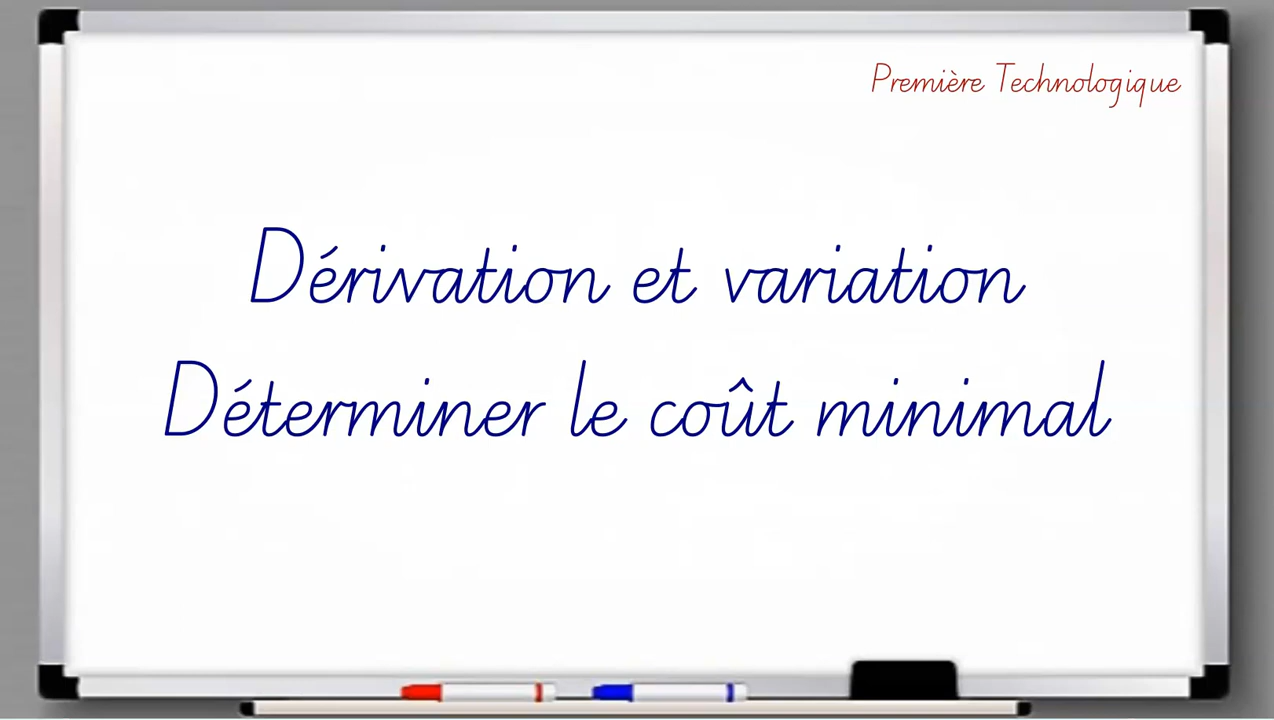 Première Technologique
Dérivation et variation
Déterminer le coût minimal